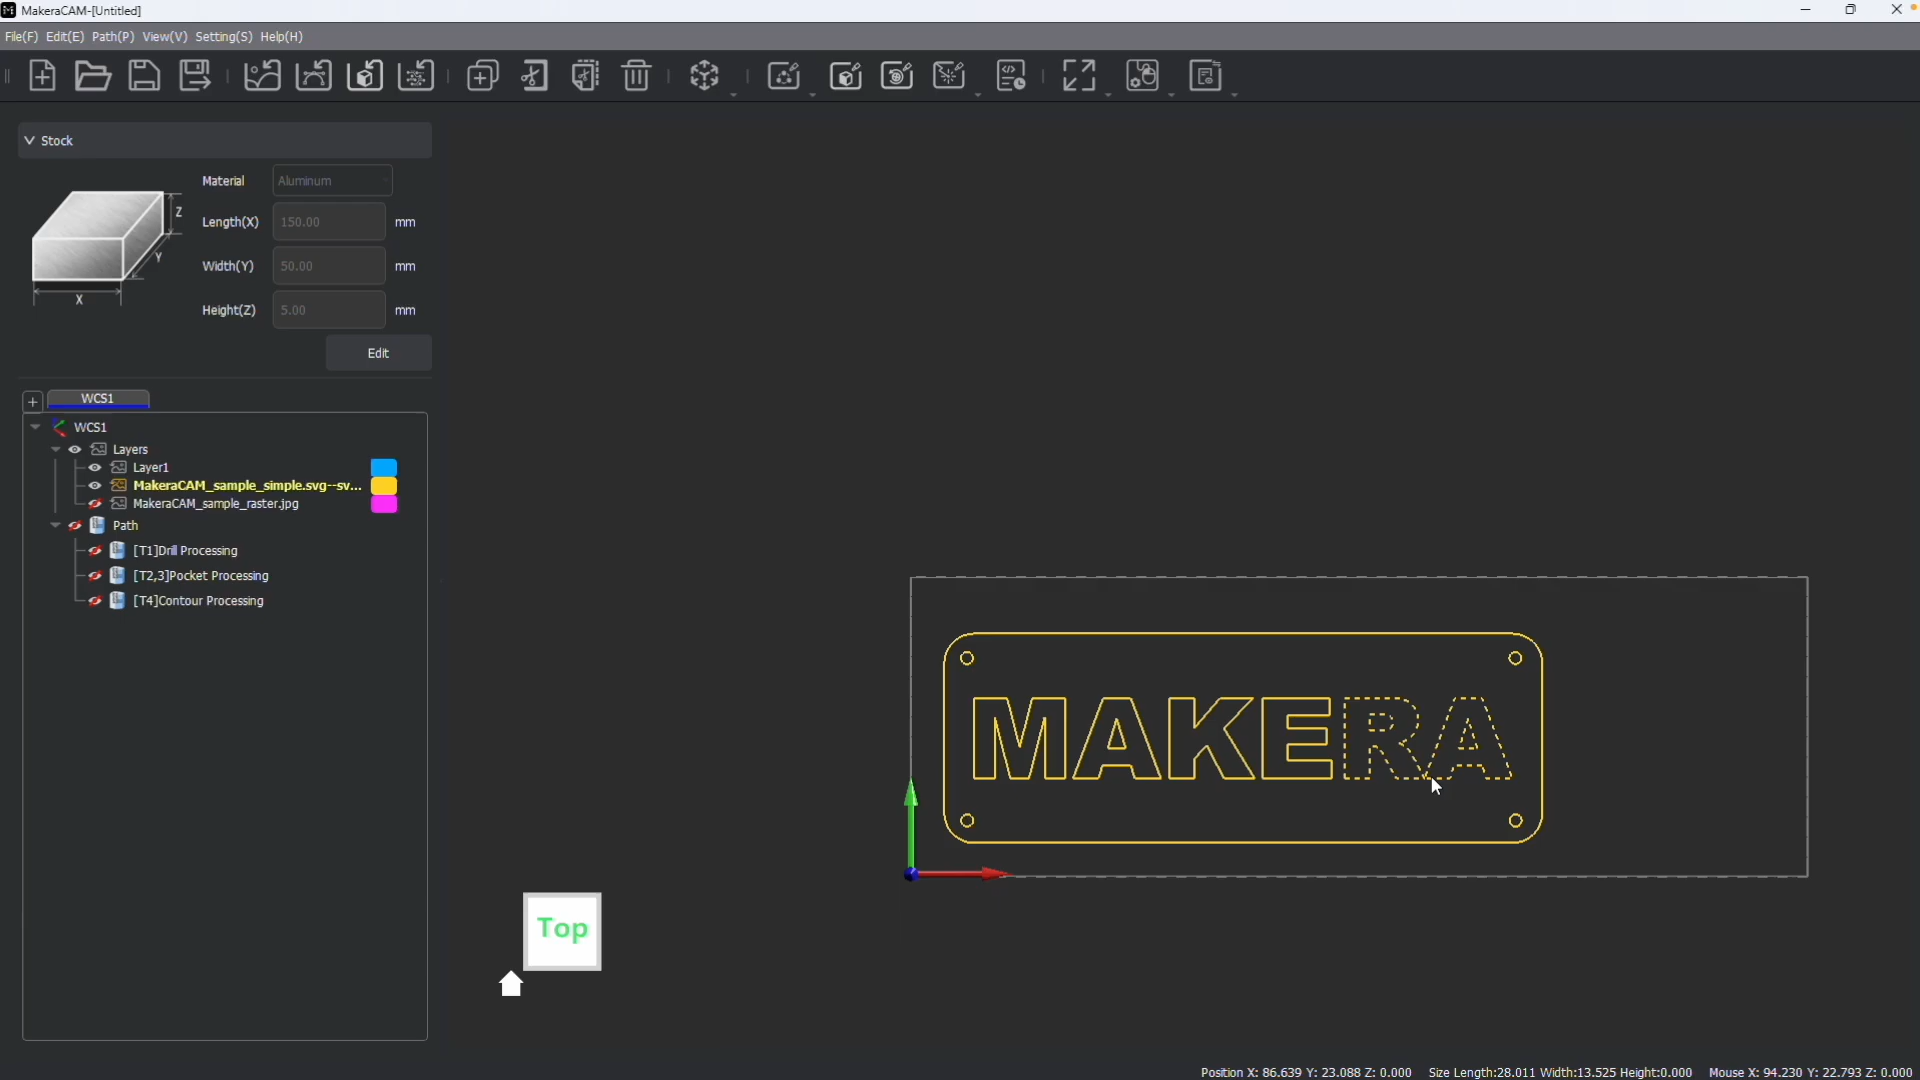 MakeraCAM-[Untitled]
File(F) Edit(E) Path(P) View(V) Setting(S) Help(H)
Stock
Material Aluminum
Length(X) 150.00 mm
Width(Y) 50.00 mm
Height(Z) 5.00 mm
Z
Y
X
Edit
+ WCS1
WCS1
Layers
Layer1
MakeraCAM_sample_simple.svg--sv...
MakeraCAM_sample_raster.jpg
Path
[T1]Drill Processing
[T2,3]Pocket Processing
[T4]Contour Processing
MAKERA
Top
Position X: 86.639 Y: 23.088 Z: 0.000 Size Length:28.011 Width:13.525 Height:0.000 Mouse X: 94.230 Y: 22.793 Z: 0.000